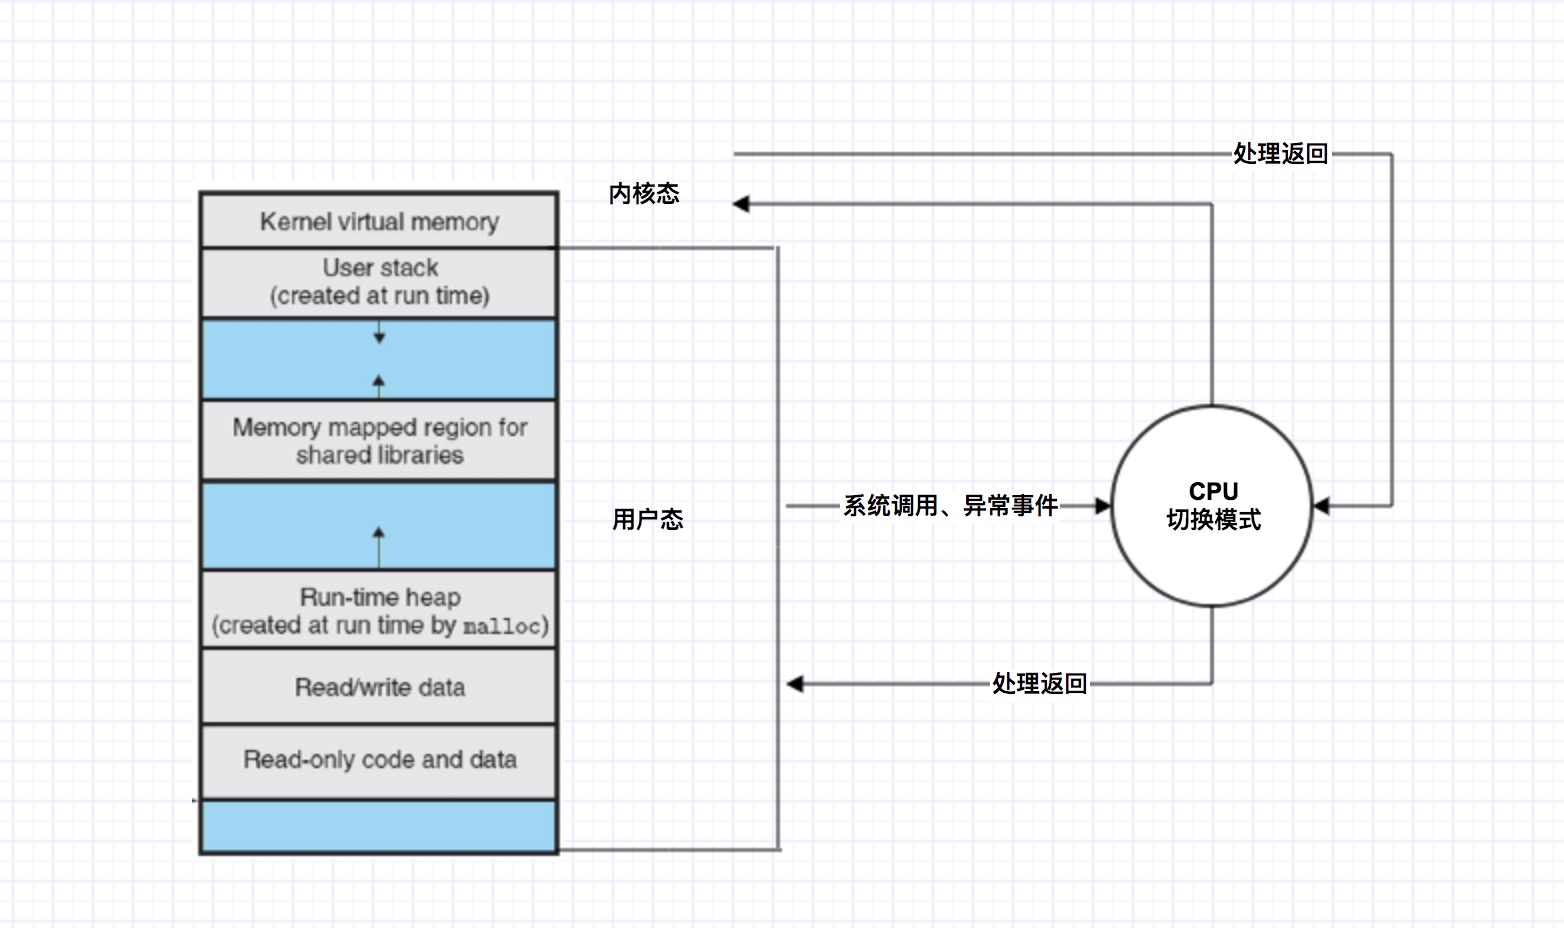 处理返回
内核态
Kernel virtual memory
User stack
(created at run time)
Memory mapped region for
shared libraries
用户态
系统调用、异常事件
CPU
切换模式
Run-time heap
(created at run time by malloc)
处理返回
Read/write data
Read-only code and data